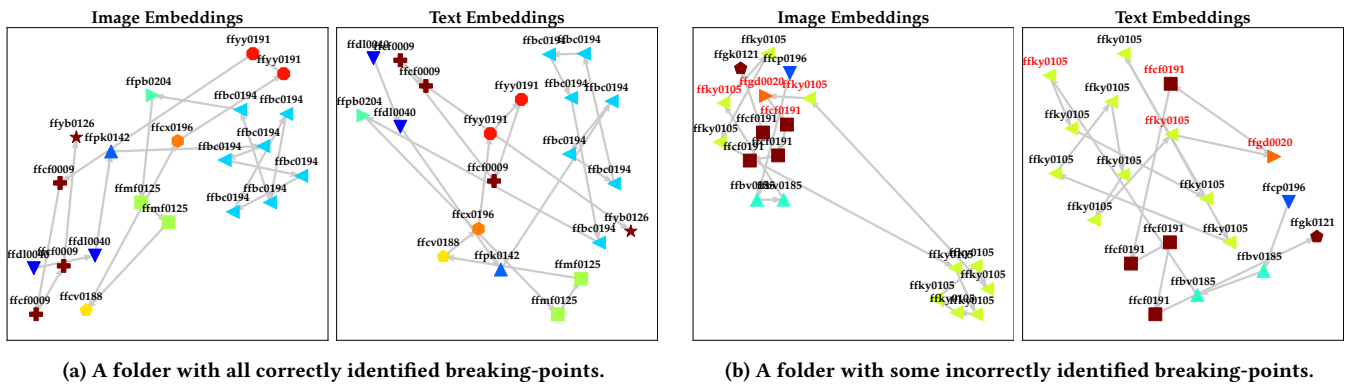 Image Embeddings
ffyy0191
ffyy0191
ffpb0204
ffbc0194
ffbc0194
ffyb0126
ffpk0142
ffcx0196
ffbc0194
ffbc0194
ffcf0009
ffbc0194
ffmf0125
ffbc0194
ffbc0194
ffmf0125
ffdl0040
ffdl0040
ffcf0009
ffcf0009
ffcv0188
Text Embeddings
ffdl0040
ffcf0009
ffbc0194
ffbc0194
ffcf0009
ffyy0191
ffbc0194
ffbc0194
ffpb0204
ffdl0040
ffyy0191
ffbc0194
ffcf0009
ffbc0194
ffcx0196
ffyb0126
ffcv0188
ffbc0194
ffpk0142
ffmf0125
ffmf0125
(a) A folder with all correctly identified breaking-points.
Image Embeddings
ffky0105
ffgk0121
ffcp0196
ffgd0020
ffky0105
ffky0105
ffcf0191
ffcf0191
ffky0105
ffcf0191
ffcf0191
ffbv0185
ffbv0185
ffky0105
ffky0105
ffky0105
ffky0105
ffky0105
Text Embeddings
ffky0105
ffky0105
ffcf0191
ffky0105
ffky0105
ffky0105
ffgd0020
ffky0105
ffky0105
ffky0105
ffcp0196
ffky0105
ffgk0121
ffcf0191
ffky0105
ffcf0191
ffbv0185
ffbv0185
ffcf0191
(b) A folder with some incorrectly identified breaking-points.